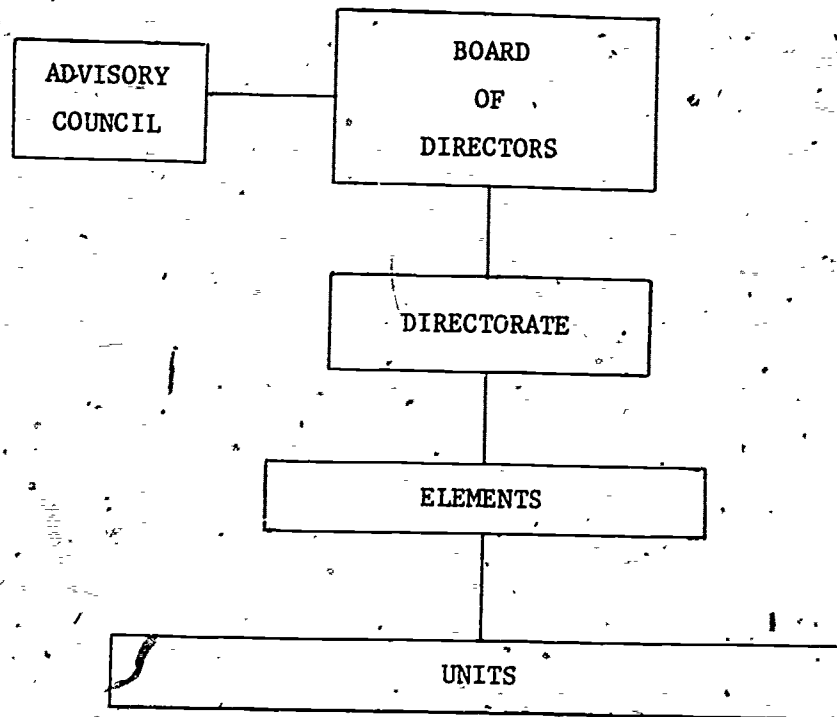 ADVISORY
COUNCIL
BOARD
OF
DIRECTORS
DIRECTORATE
ELEMENTS
UNITS